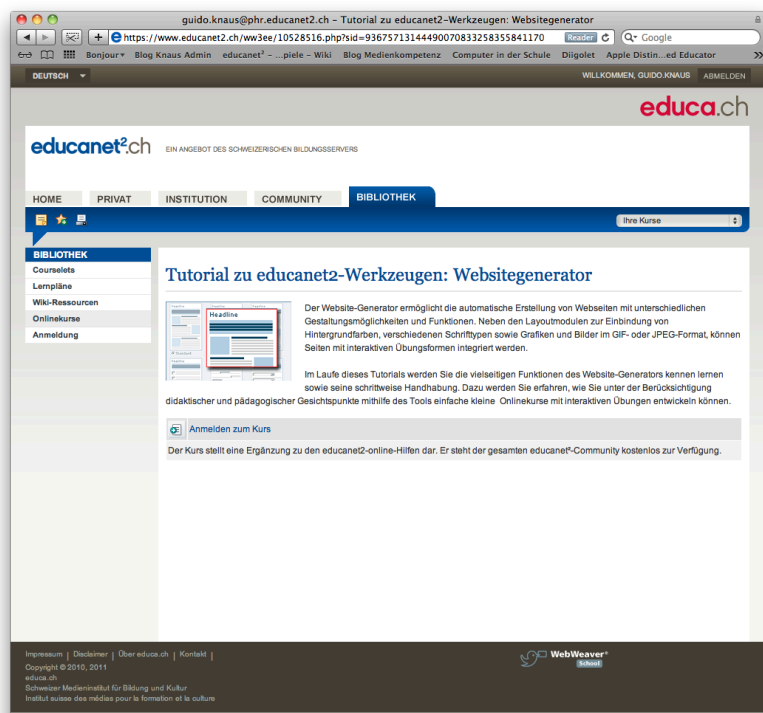 guido.knaus@phr.educanet2.ch – Tutorial zu educanet2-Werkzeugen: Websitegenerator
https://www.educanet2.ch/ww3ee/10528516.php?sid=93675713144490070833258355841170 Reader Google
Bonjour Blog Knaus Admin educanet² - …piele – Wiki Blog Medienkompetenz Computer in der Schule Diigolet Apple Distin…ed Educator
DEUTSCH WILLKOMMEN, GUIDO.KNAUS ABMELDEN
educa.ch
educanet².ch EIN ANGEBOT DES SCHWEIZERISCHEN BILDUNGSSERVERS
HOME PRIVAT INSTITUTION COMMUNITY BIBLIOTHEK
Ihre Kurse
BIBLIOTHEK
Courselets
Lernpläne
Wiki-Ressourcen
Onlinekurse
Anmeldung
Tutorial zu educanet2-Werkzeugen: Websitegenerator
Headline
Standard
Der Website-Generator ermöglicht die automatische Erstellung von Webseiten mit unterschiedlichen
Gestaltungsmöglichkeiten und Funktionen. Neben den Layoutmodulen zur Einbindung von
Hintergrundfarben, verschiedenen Schrifttypen sowie Grafiken und Bilder im GIF- oder JPEG-Format, können
Seiten mit interaktiven Übungsformen integriert werden.
Im Laufe dieses Tutorials werden Sie die vielseitigen Funktionen des Website-Generators kennen lernen
sowie seine schrittweise Handhabung. Dazu werden Sie erfahren, wie Sie unter der Berücksichtigung
didaktischer und pädagogischer Gesichtspunkte mithilfe des Tools einfache kleine Onlinekurse mit interaktiven Übungen entwickeln können.
Anmelden zum Kurs
Der Kurs stellt eine Ergänzung zu den educanet2-online-Hilfen dar. Er steht der gesamten educanet²-Community kostenlos zur Verfügung.
Impressum | Disclaimer | Über educa.ch | Kontakt |
Copyright © 2010, 2011
educa.ch
Schweizer Medieninstitut für Bildung und Kultur
Institut suisse des médias pour la formation et la culture
WebWeaver®
School